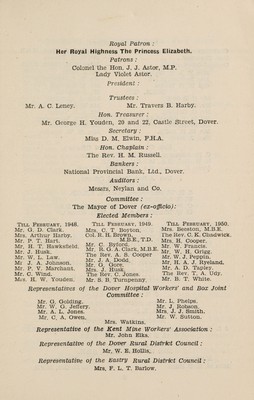 Royal Patron :
Her Royal Highness The Princess Elizabeth.
Patrons :
Colonel the Hon. J. J. Astor, M.P.
Lady Violet Astor.
President :
Trustees :
Mr. A. C. Leney. Mr. Travers B. Harby.
Hon. Treasurer :
Mr. George H. Youden, 20 and 22, Castle Street, Dover.
Secretary :
Miss D. M. Elwin, F.H.A.
Hon. Chaplain :
The Rev. H. M. Russell.
Bankers :
National Provincial Bank, Ltd., Dover.
Auditors :
Messrs. Neylan and Co.
Committee :
The Mayor of Dover (ex-officio) :
Elected Members :
Till February, 1948.
Mr. G. D. Clark.
Mrs. Arthur Harby.
Mr. P. T. Hart.
Mr. H. T. Hawksfield.
Mr. J. Husk.
Mr. W. L. Law.
Mr. J. A. Johnson.
Mr. P. V. Marchant.
Mr. C. Wind.
Mrs. H. W. Youden.
Till February, 1949.
Mrs. C. T. Boyton.
Col. B. H. Brown,
M.B.E., T.D.
Mr. C. Byford.
Mr. B. G. A. Clark, M.B.E.
The Rev. A. B. Cooper
Mr. J. A. Dodd.
Mr. G. Gory.
Mrs. J. Husk.
The Rev. C. Jones.
Mr. S. B. Turnpenny.
Till February, 1950.
Mrs. Beeston, M.B.E.
The Rev. C. K. Chadwick.
Mrs. H. Cooper.
Mr. W. Francis.
Mr. W. H. Grigg.
Mr. W. J. Peppin.
Mr. H. A. J. Ryeland.
Mr. A. D. Tapley.
The Rev. T. A. Udy.
Mr. B. T. White.
Representatives of the Dover Hospital Workers' and Box Joint
Committee :
Mr. G. Golding.
Mr. W. G. Jeffery.
Mr. A. L. Jones.
Mr. C. A. Owen.
Mr. L. Phelps.
Mr. J. Robson.
Mrs. J. J. Smith.
Mr. W. Sutton.
Mrs. Watkins.
Representative of the Kent Mine Workers' Association :
Mr. John Elks.
Representative of the Dover Rural District Council :
Mr. W. E. Hollis,
Representative of the Eastry Rural District Council :
Mrs. F. L. T. Barlow.